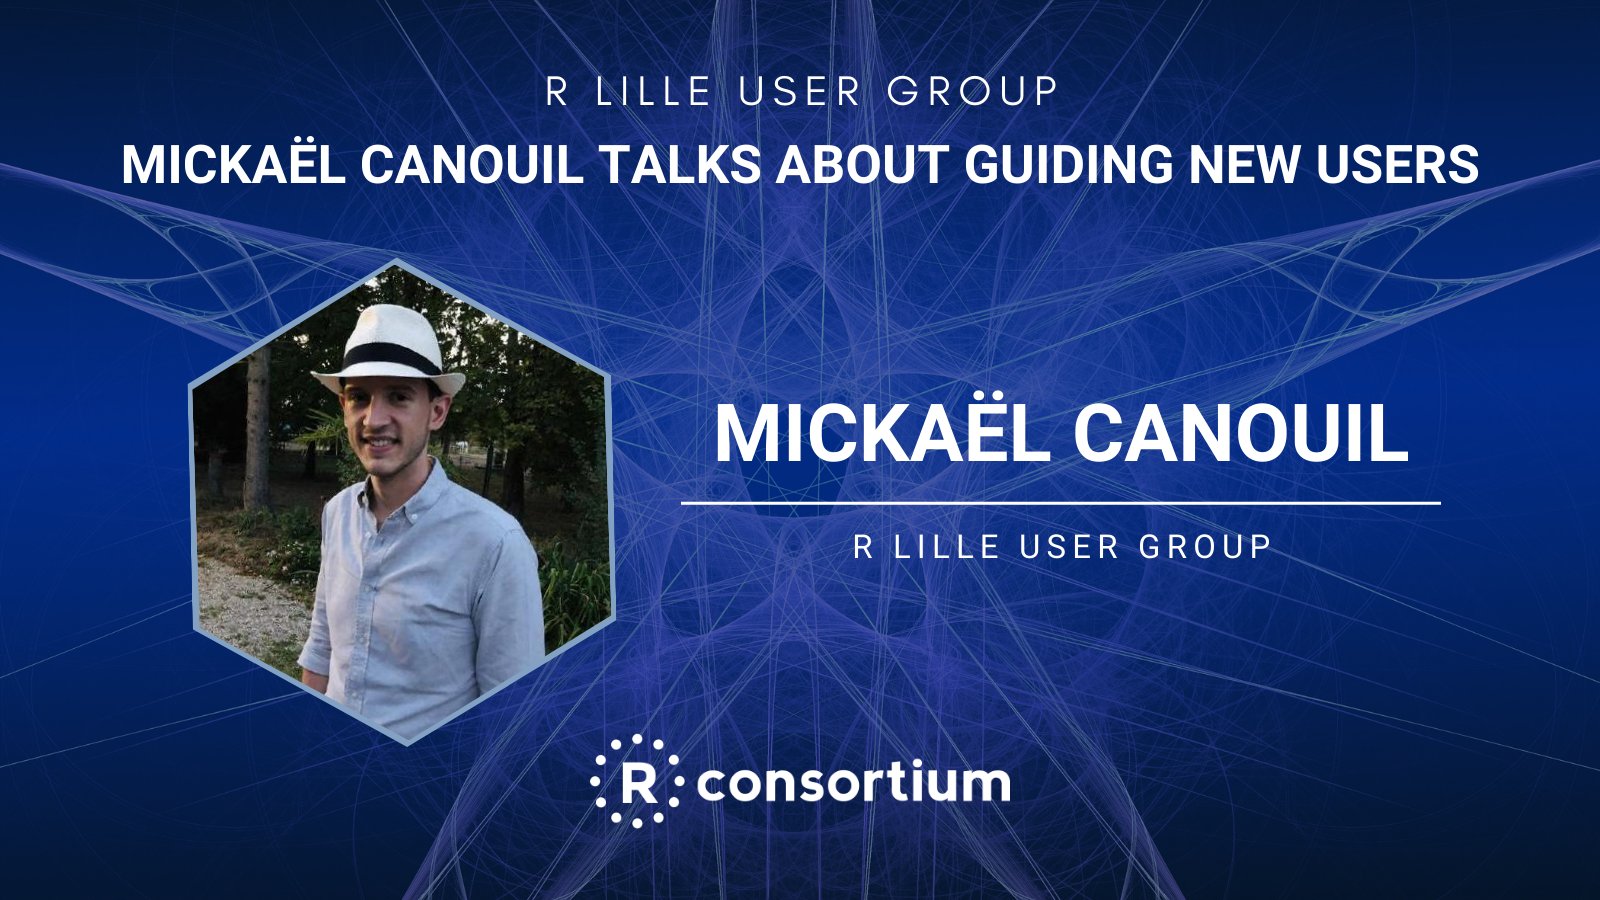 R LILLE USER GROUP
MICKAËL CANOUIL TALKS ABOUT GUIDING NEW USERS
MICKAËL CANOUIL
R LILLE USER GROUP
R consortium